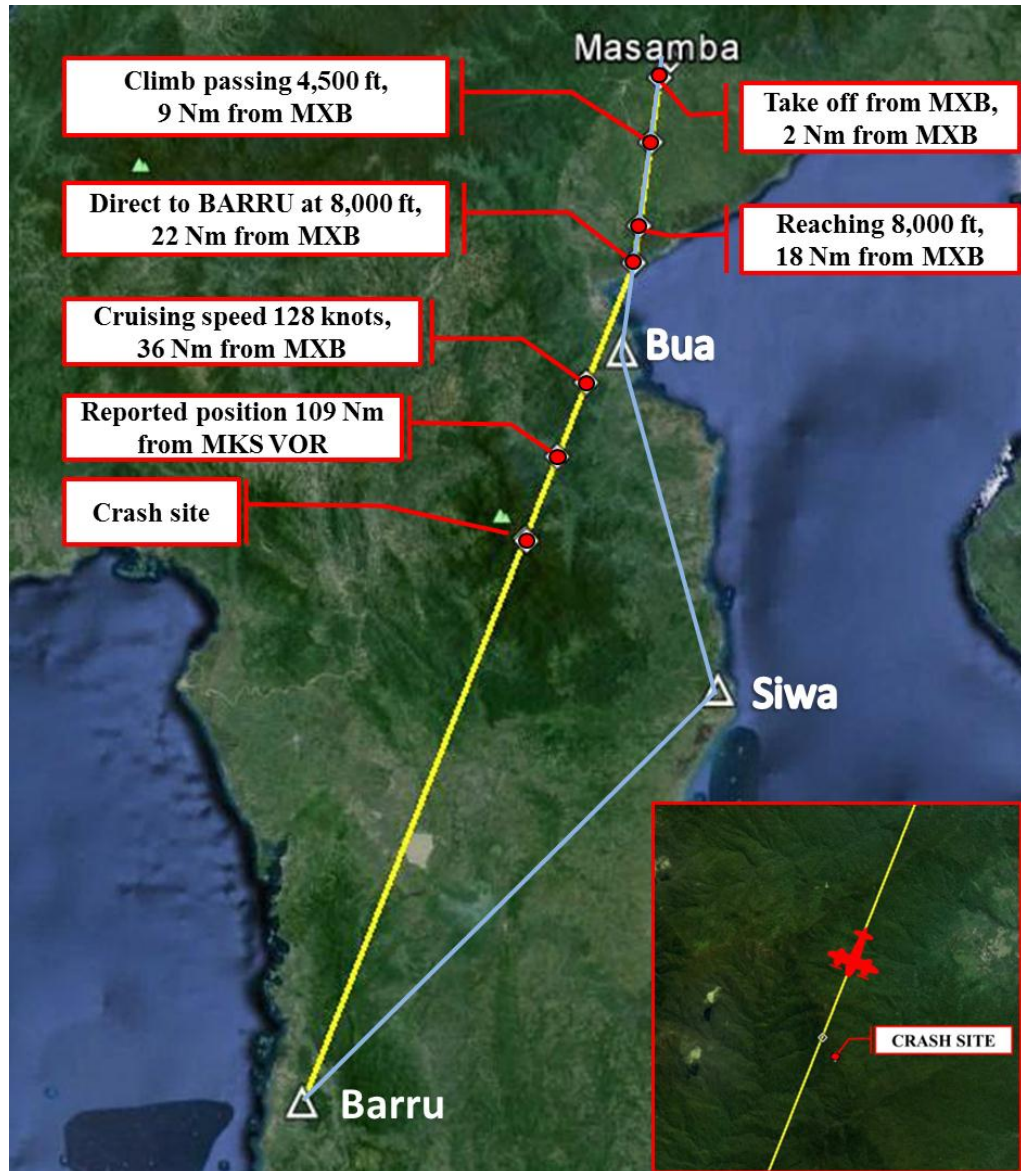 Masamba
Climb passing 4,500 ft,
9 Nm from MXB
Take off from MXB,
2 Nm from MXB
Direct to BARRU at 8,000 ft,
22 Nm from MXB
Reaching 8,000 ft,
18 Nm from MXB
Cruising speed 128 knots,
36 Nm from MXB
Bua
Reported position 109 Nm
from MKS VOR
Crash site
Siwa
CRASH SITE
Barru